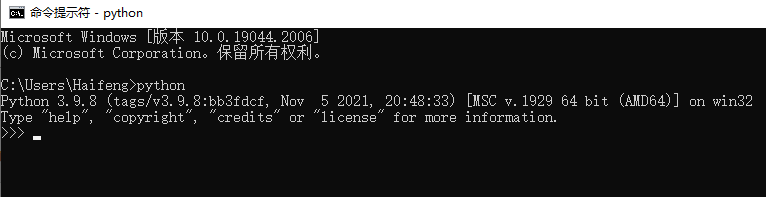 命令提示符 - python
Microsoft Windows [版本 10.0.19044.2006]
(c) Microsoft Corporation。保留所有权利。
C:\Users\Haifeng>python
Python 3.9.8 (tags/v3.9.8:bb3fdcf, Nov  5 2021, 20:48:33) [MSC v.1929 64 bit (AMD64)] on win32
Type "help", "copyright", "credits" or "license" for more information.
>>>